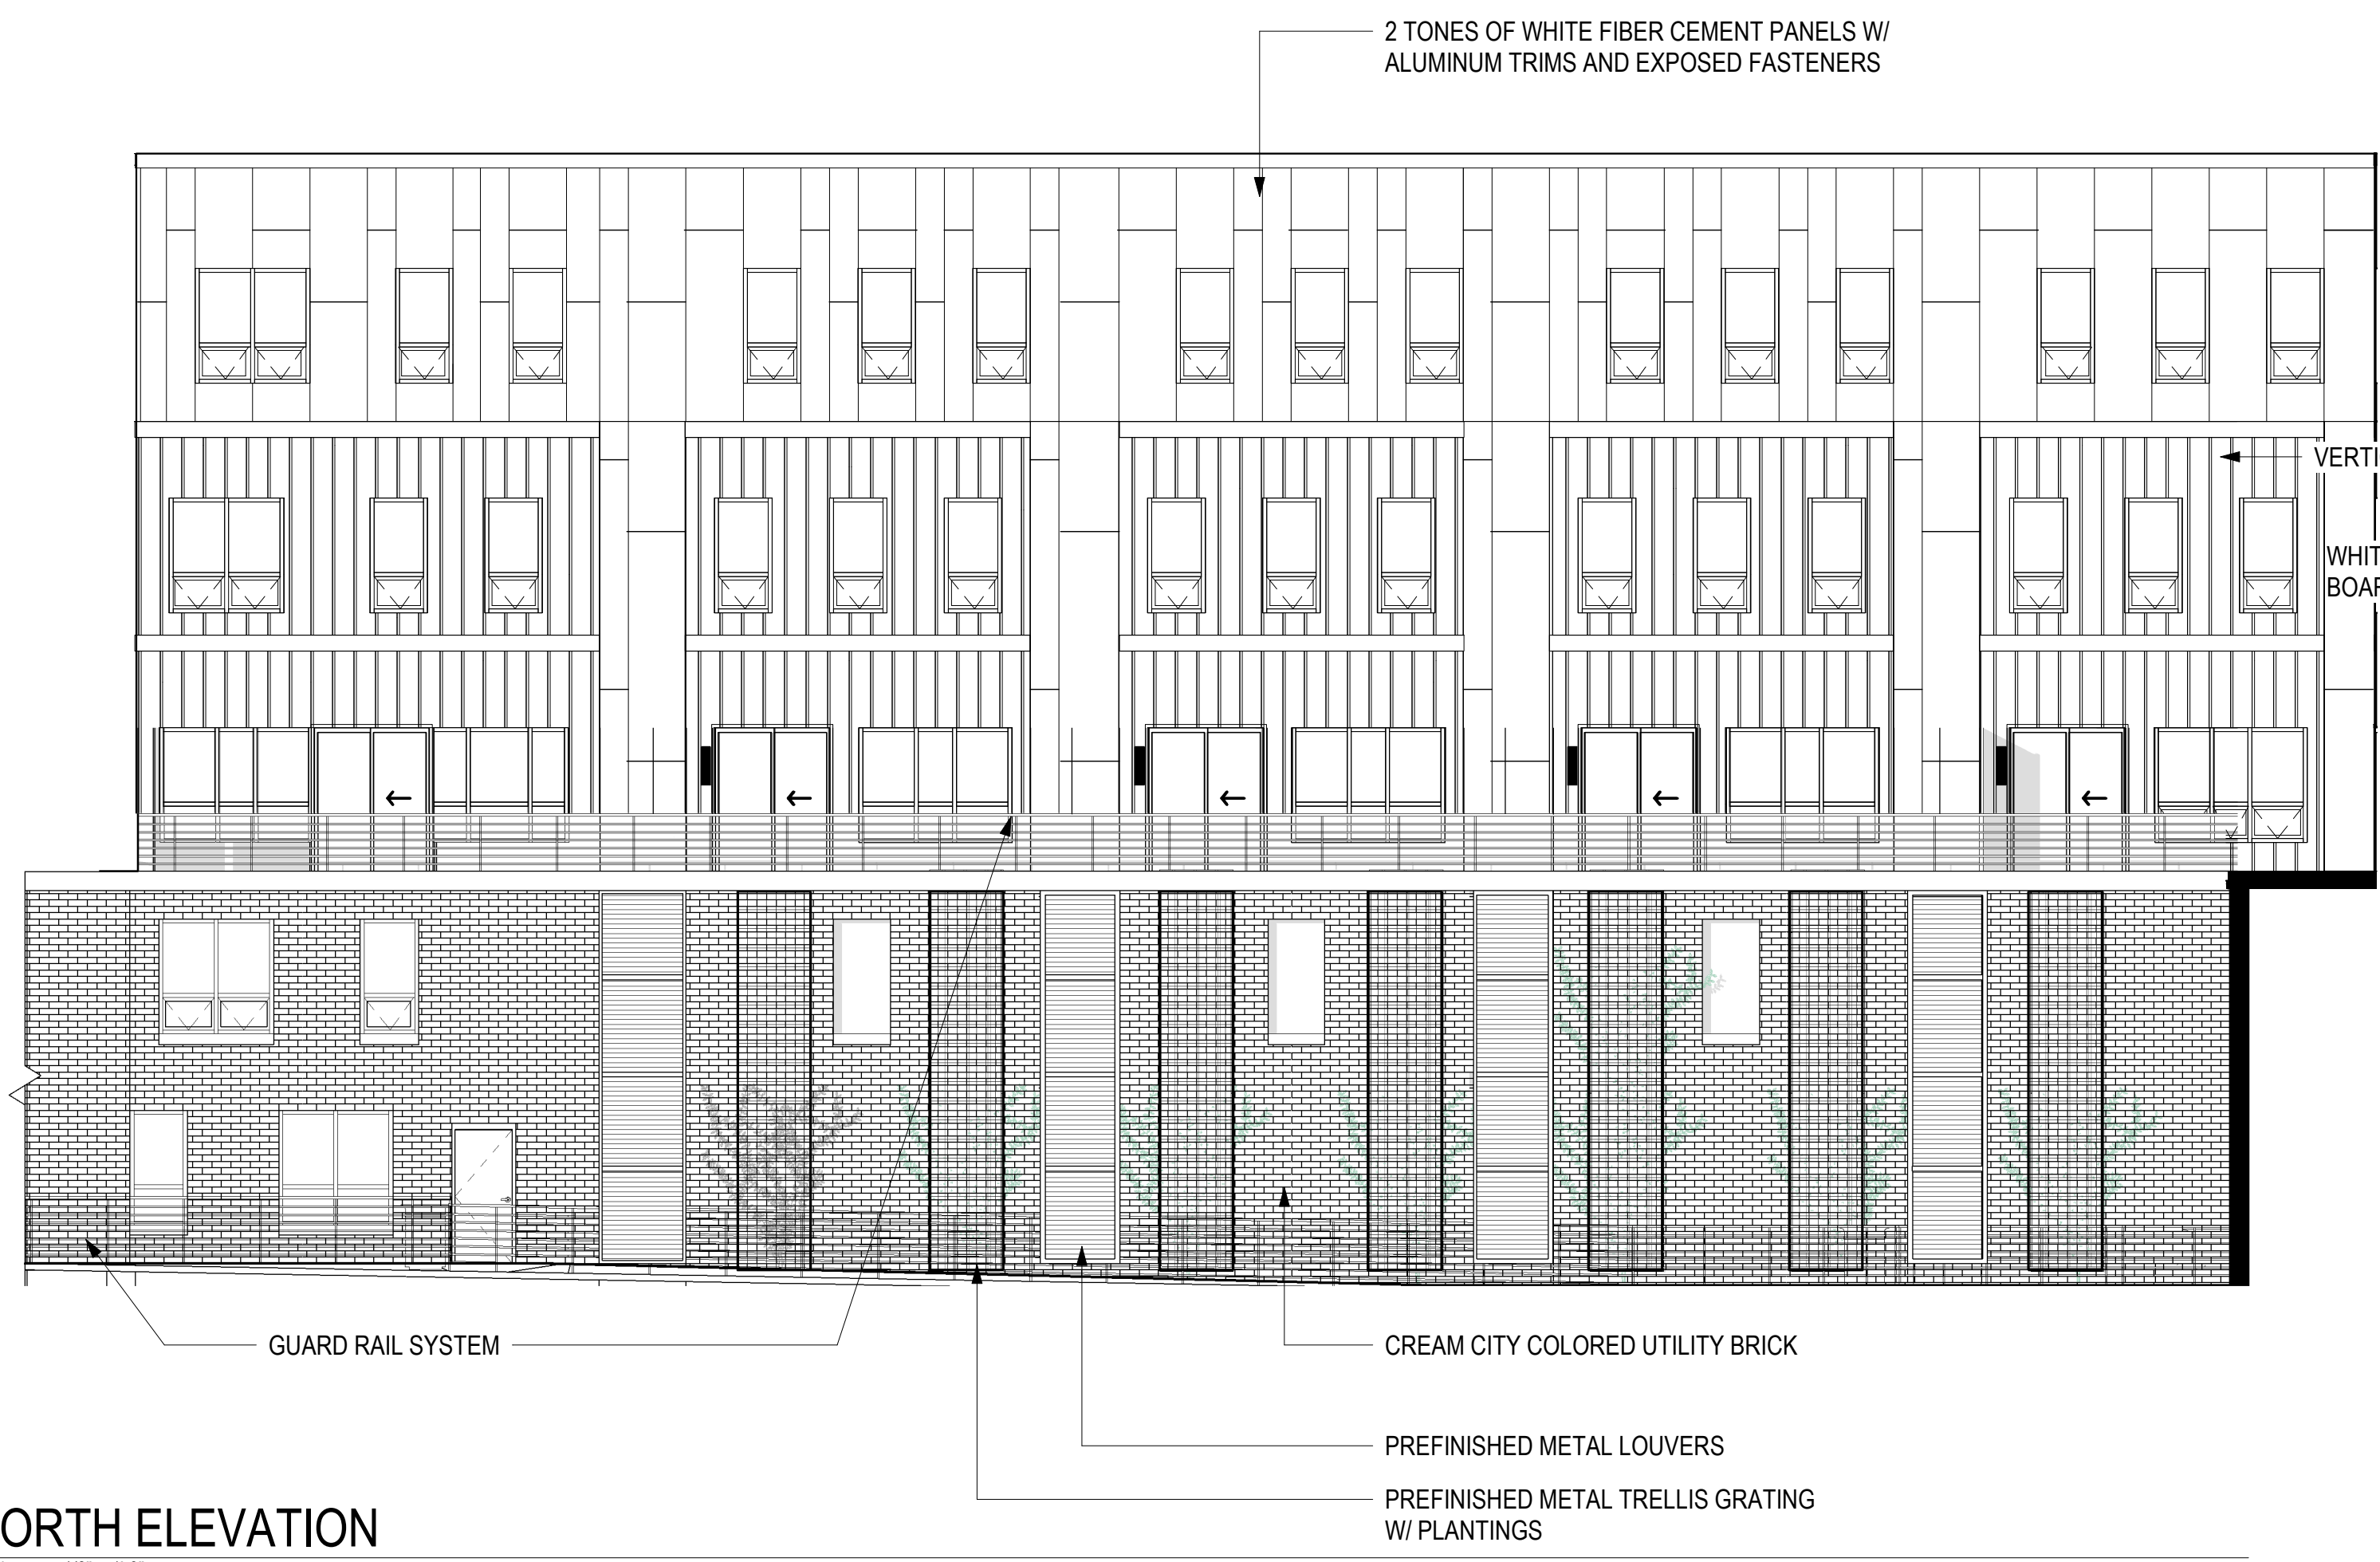 2 TONES OF WHITE FIBER CEMENT PANELS W/
ALUMINUM TRIMS AND EXPOSED FASTENERS
VERTI
WHIT
BOAR
GUARD RAIL SYSTEM
CREAM CITY COLORED UTILITY BRICK
PREFINISHED METAL LOUVERS
PREFINISHED METAL TRELLIS GRATING
W/ PLANTINGS
ORTH ELEVATION